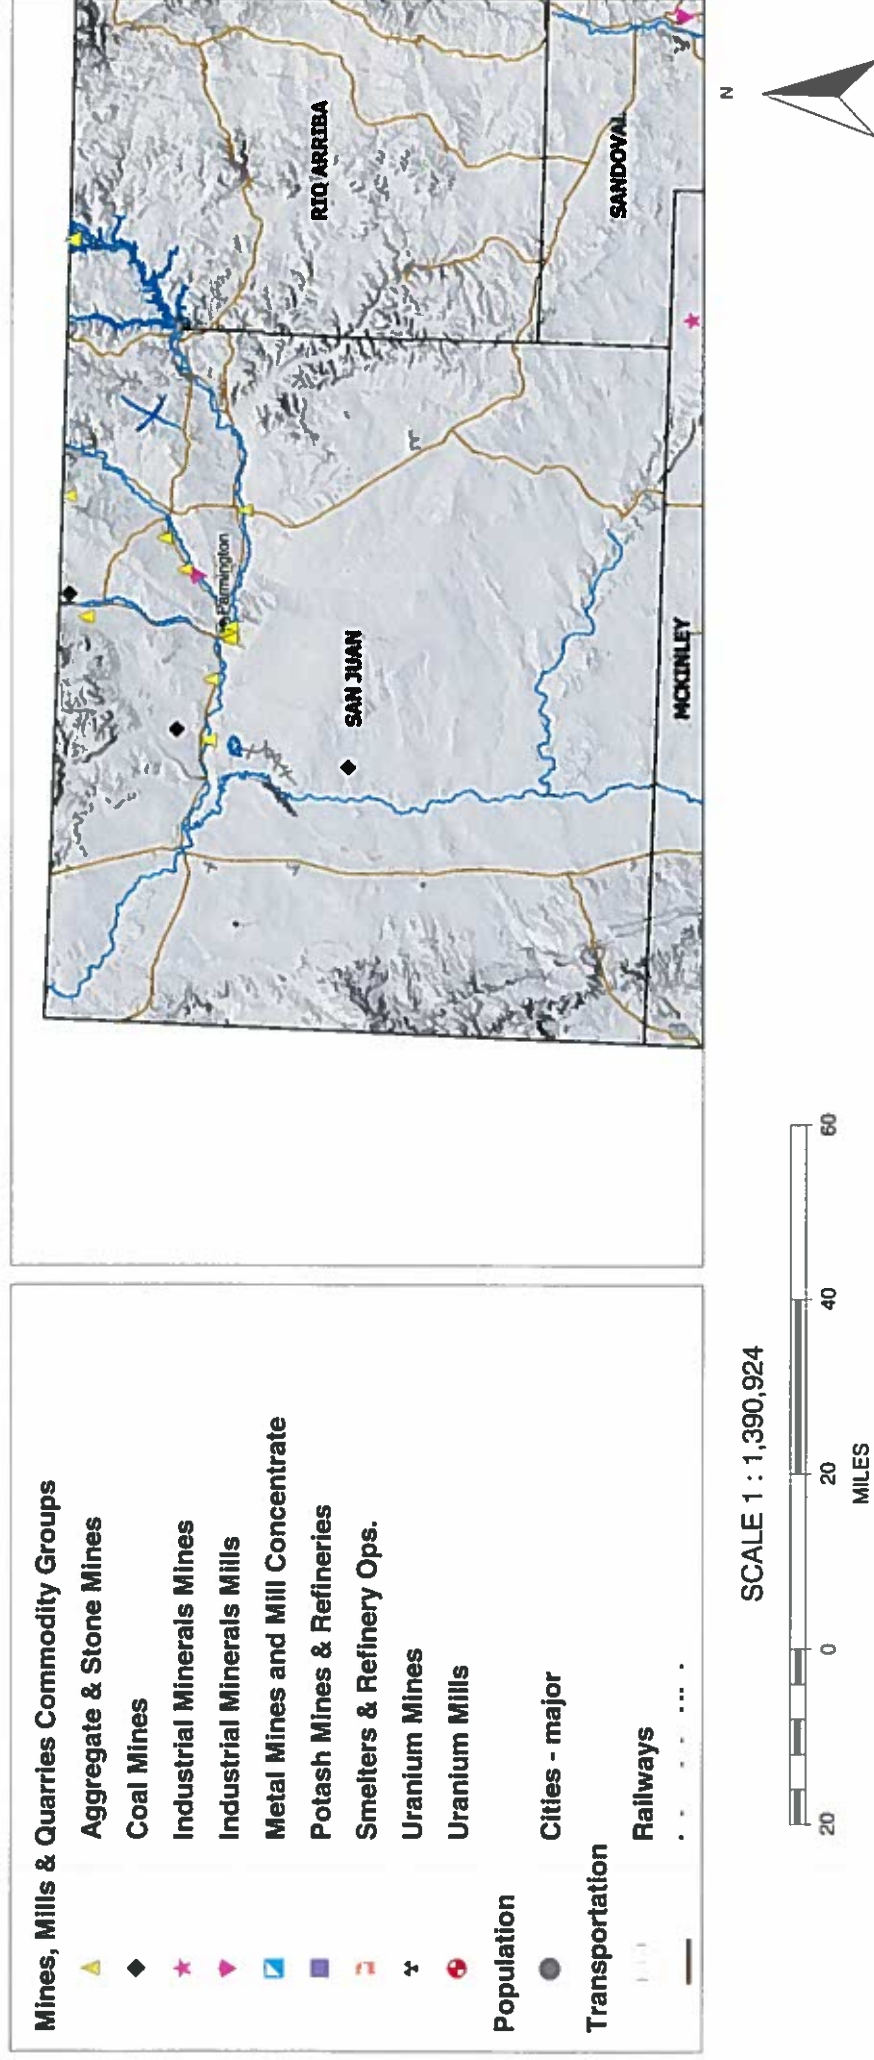 Mines, Mills & Quarries Commodity Groups
Aggregate & Stone Mines
Coal Mines
Industrial Minerals Mines
Industrial Minerals Mills
Metal Mines and Mill Concentrate
Potash Mines & Refineries
Smelters & Refinery Ops.
Uranium Mines
Uranium Mills
Population
Cities - major
Transportation
Railways
Farmington
SAN JUAN
RIO ARRIBA
MCKINLEY
SANDOVAL
SCALE 1 : 1,390,924
20 0 20 40 60
MILES
N